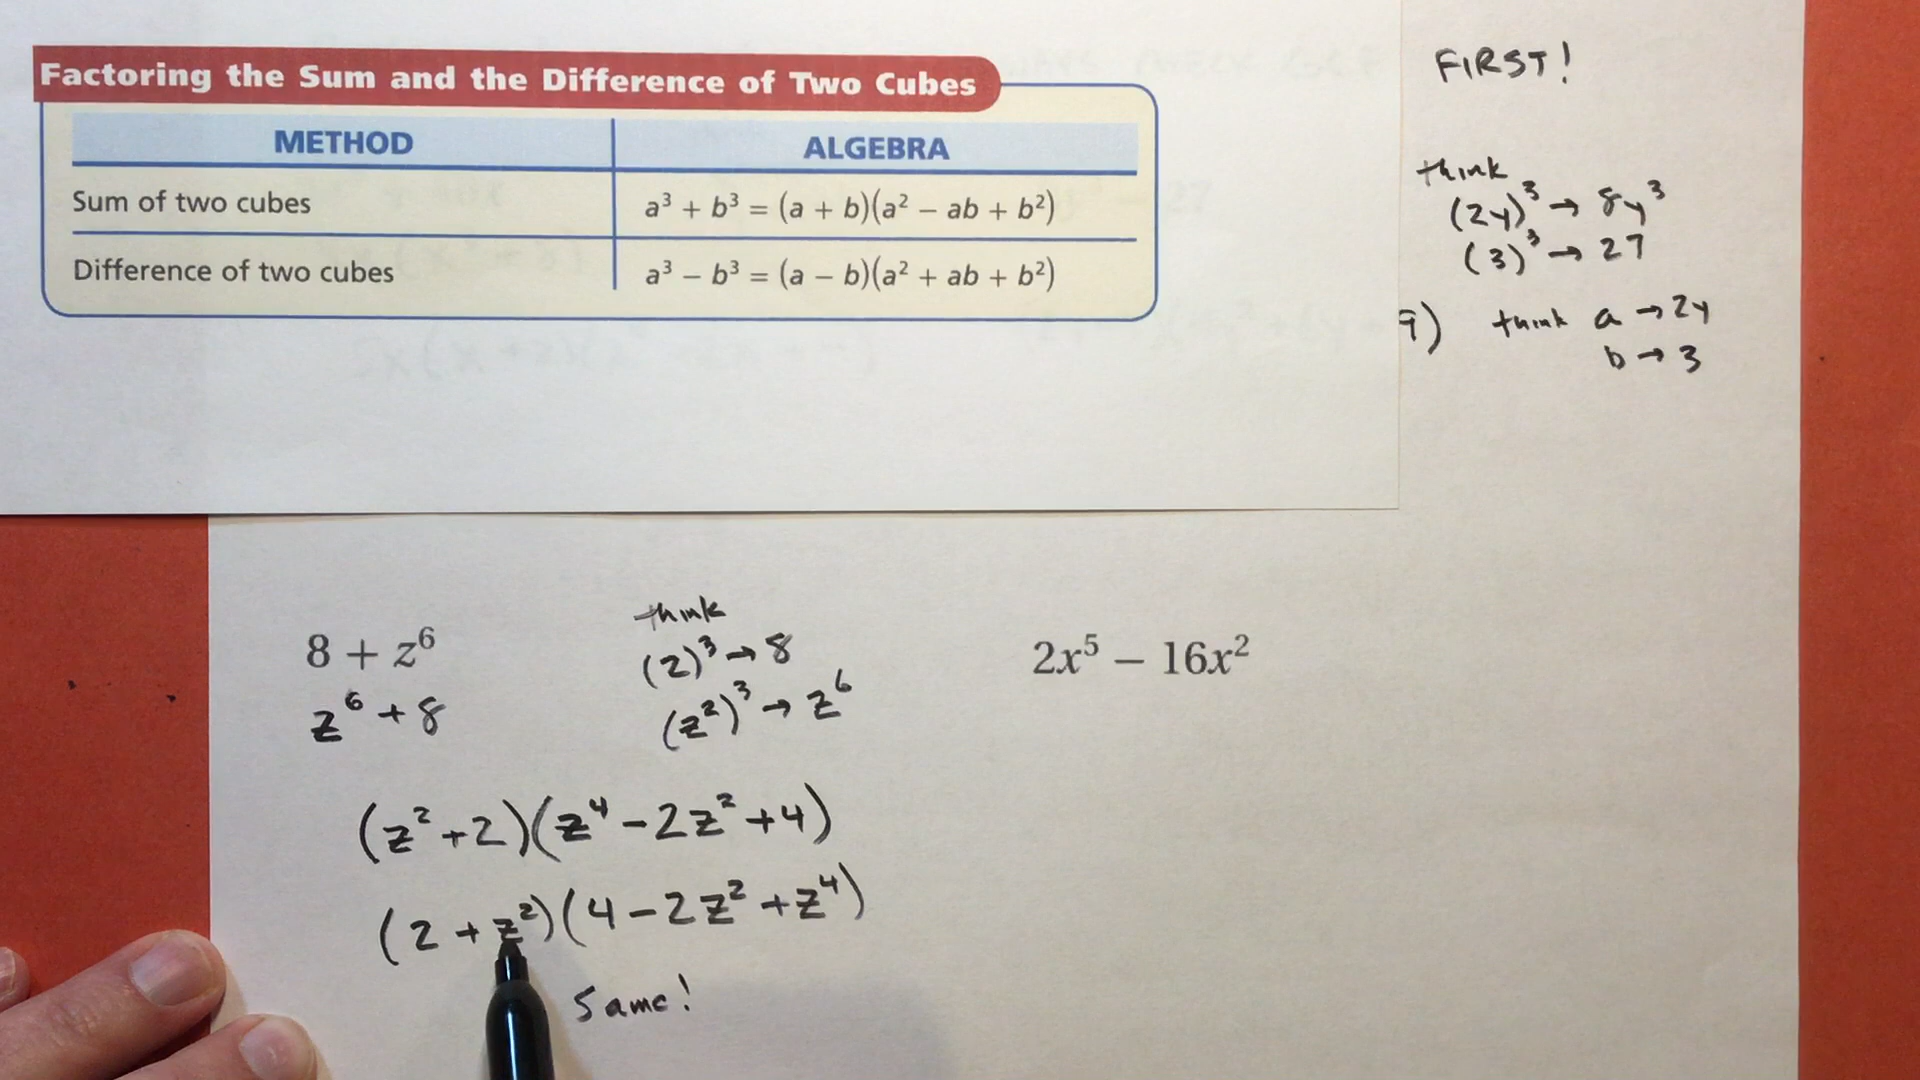 Factoring the Sum and the Difference of Two Cubes
METHOD ALGEBRA
Sum of two cubes a³ + b³ = (a + b)(a² − ab + b²)
Difference of two cubes a³ − b³ = (a − b)(a² + ab + b²)
FIRST!
think
(2y)³ → 8y³
(3)³ → 27
9) think a → 2y
b → 3
8 + z⁶
z⁶ + 8
think
(2)³ → 8
(z²)³ → z⁶
(z² + 2)(z⁴ − 2z² + 4)
(2 + z²)(4 − 2z² + z⁴)
Same!
2x⁵ − 16x²